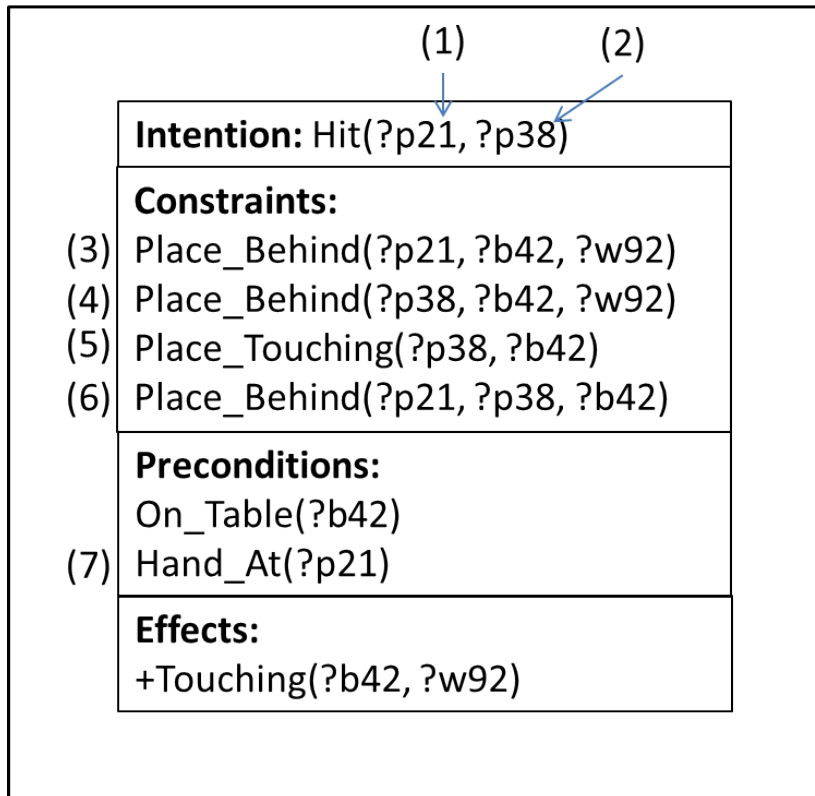 (1) (2)
Intention: Hit(?p21, ?p38)
Constraints:
(3) Place_Behind(?p21, ?b42, ?w92)
(4) Place_Behind(?p38, ?b42, ?w92)
(5) Place_Touching(?p38, ?b42)
(6) Place_Behind(?p21, ?p38, ?b42)
Preconditions:
On_Table(?b42)
(7) Hand_At(?p21)
Effects:
+Touching(?b42, ?w92)